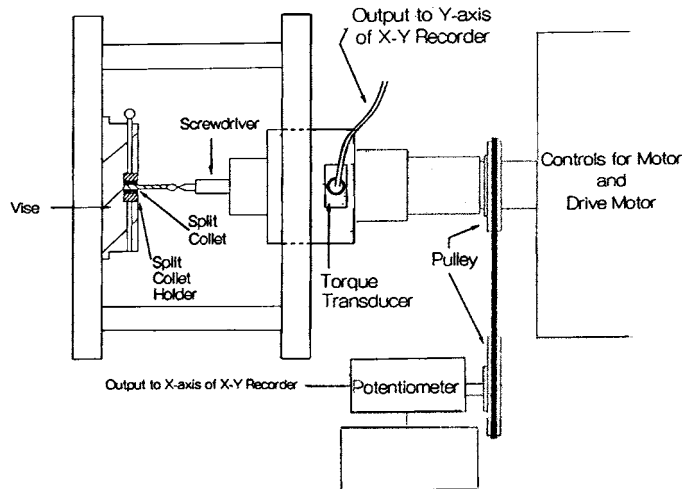 Output to Y-axis
of X-Y Recorder
Screwdriver
Controls for Motor
and
Drive Motor
Vise
Split
Collet
Split
Collet
Holder
Torque
Transducer
Pulley
Output to X-axis of X-Y Recorder
Potentiometer